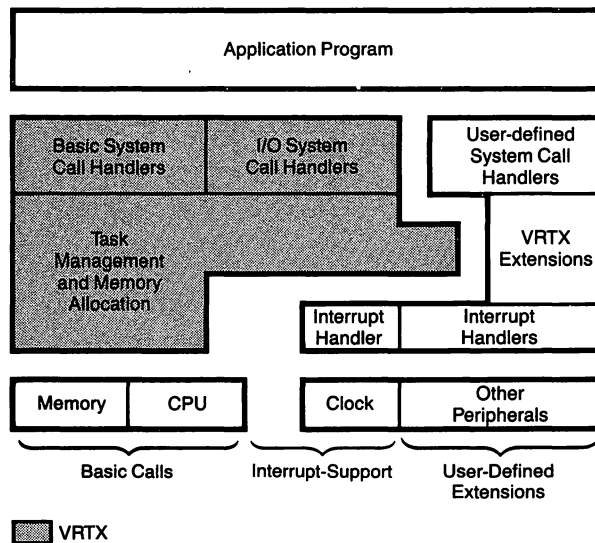 Application Program
Basic System
Call Handlers
I/O System
Call Handlers
User-defined
System Call
Handlers
Task
Management
and Memory
Allocation
VRTX
Extensions
Interrupt
Handler
Interrupt
Handlers
Memory
CPU
Clock
Other
Peripherals
Basic Calls
Interrupt-Support
User-Defined
Extensions
VRTX